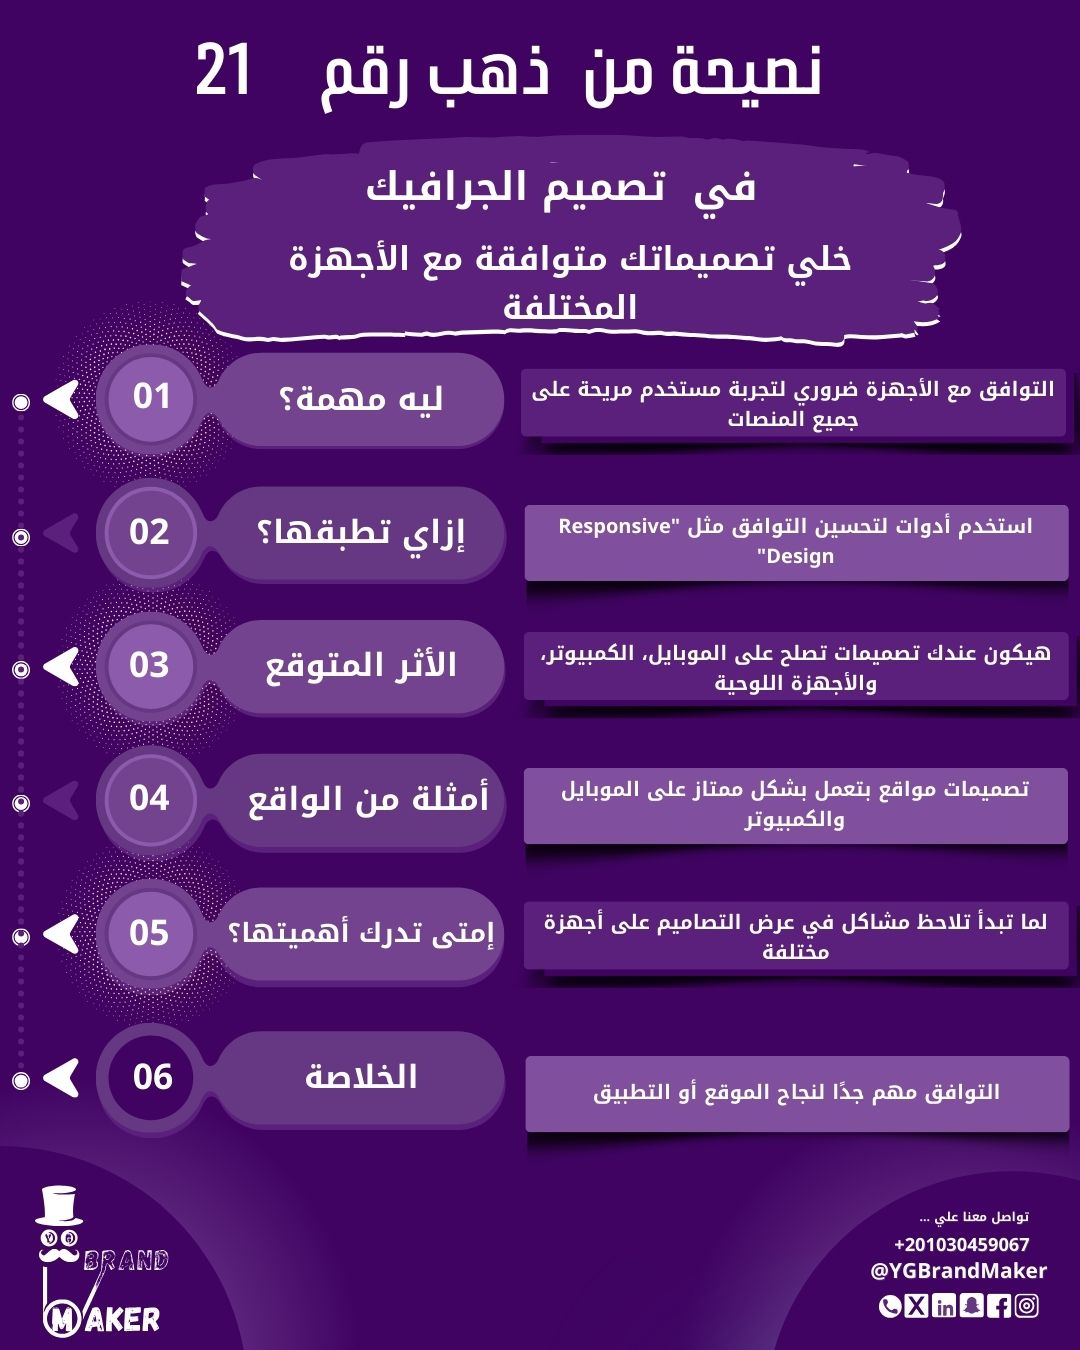 نصيحة من ذهب رقم 21
في تصميم الجرافيك
خلي تصميماتك متوافقة مع الأجهزة
المختلفة
01
ليه مهمة؟
التوافق مع الأجهزة ضروري لتجربة مستخدم مريحة على
جميع المنصات
02
إزاي تطبقها؟
استخدم أدوات لتحسين التوافق مثل "Responsive
Design"
03
الأثر المتوقع
هيكون عندك تصميمات تصلح على الموبايل، الكمبيوتر،
والأجهزة اللوحية
04
أمثلة من الواقع
تصميمات مواقع بتعمل بشكل ممتاز على الموبايل
والكمبيوتر
05
إمتى تدرك أهميتها؟
لما تبدأ تلاحظ مشاكل في عرض التصاميم على أجهزة
مختلفة
06
الخلاصة
التوافق مهم جدًا لنجاح الموقع أو التطبيق
تواصل معنا علي ...
+201030459067
@YGBrandMaker
BRAND
MAKER